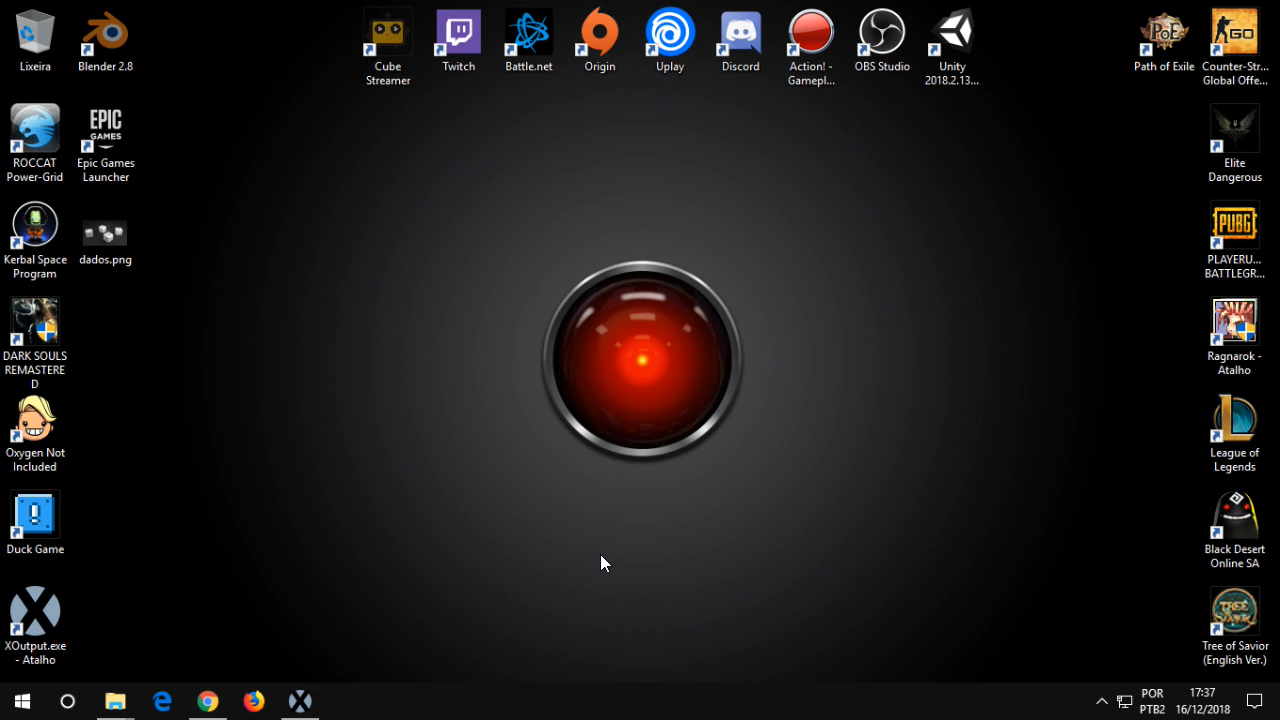 Lixeira
Blender 2.8
Cube
Streamer
Twitch
Battle.net
Origin
Uplay
Discord
Action! -
Gamepl...
OBS Studio
Unity
2018.2.13...
Path of Exile
Counter-Str...
Global Offe...
GO
ROCCAT
Power-Grid
EPIC
GAMES
Epic Games
Launcher
Elite
Dangerous
Kerbal Space
Program
dados.png
PUBG
PLAYERU...
BATTLEGR...
DARK SOULS
REMASTERE
D
Ragnarok -
Atalho
Oxygen Not
Included
League of
Legends
Duck Game
Black Desert
Online SA
XOutput.exe
- Atalho
TREE
SAVIOR
Tree of Savior
(English Ver.)
POR
PTB2
17:37
16/12/2018